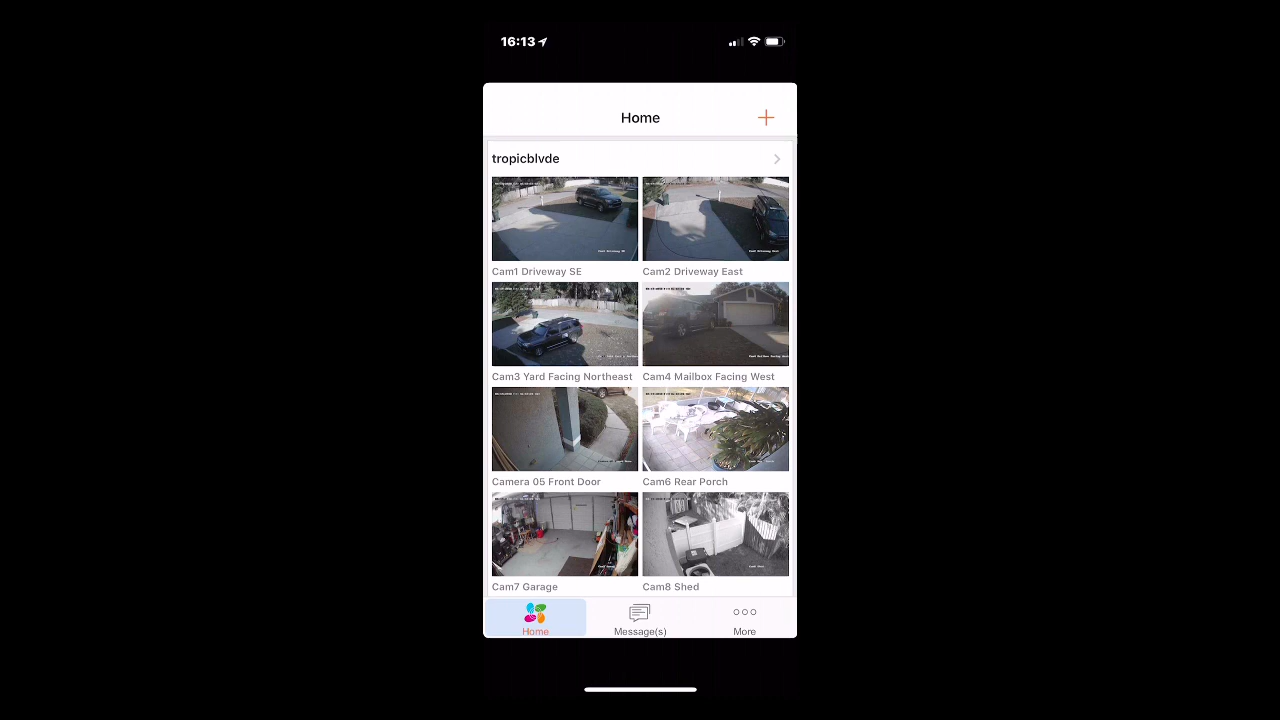 16:13
Home
tropicblvde
Cam1 Driveway SE
Cam2 Driveway East
Cam3 Yard Facing Northeast
Cam4 Mailbox Facing West
Camera 05 Front Door
Cam6 Rear Porch
Cam7 Garage
Cam8 Shed
Home
Message(s)
More